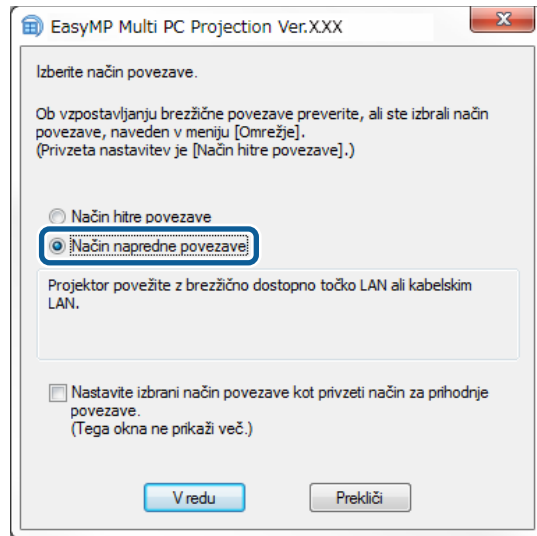 EasyMP Multi PC Projection Ver.X.XX
Izberite način povezave.
Ob vzpostavljanju brezžične povezave preverite, ali ste izbrali način
povezave, naveden v meniju [Omrežje].
(Privzeta nastavitev je [Način hitre povezave].)
Način hitre povezave
Način napredne povezave
Projektor povežite z brezžično dostopno točko LAN ali kabelskim
LAN.
Nastavite izbrani način povezave kot privzeti način za prihodnje
povezave.
(Tega okna ne prikaži več.)
V redu
Prekliči